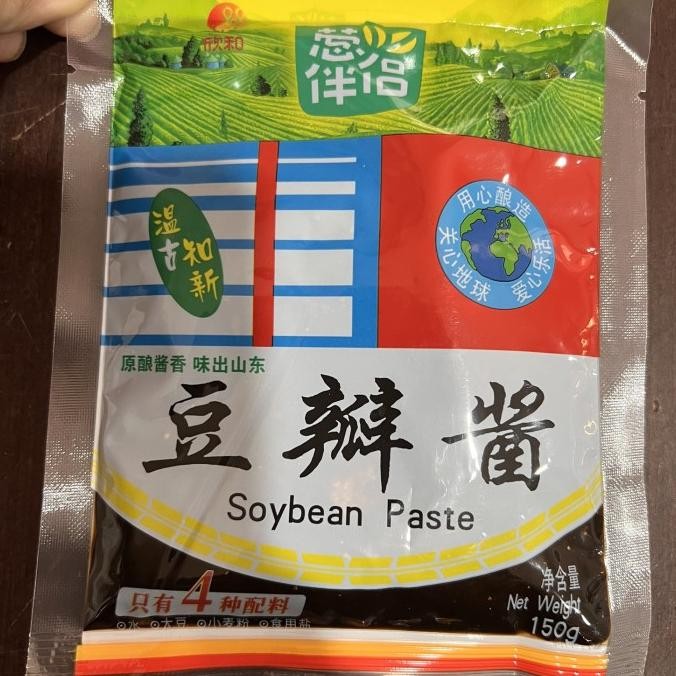 欣和
葱伴侣
温古知新
用心酿造
关心地球 爱心乐活
原酿酱香 味出山东
豆瓣酱
Soybean Paste
净含量
Net Weight
150g
只有4种配料
⊙水 ⊙大豆 ⊙小麦粉 ⊙食用盐